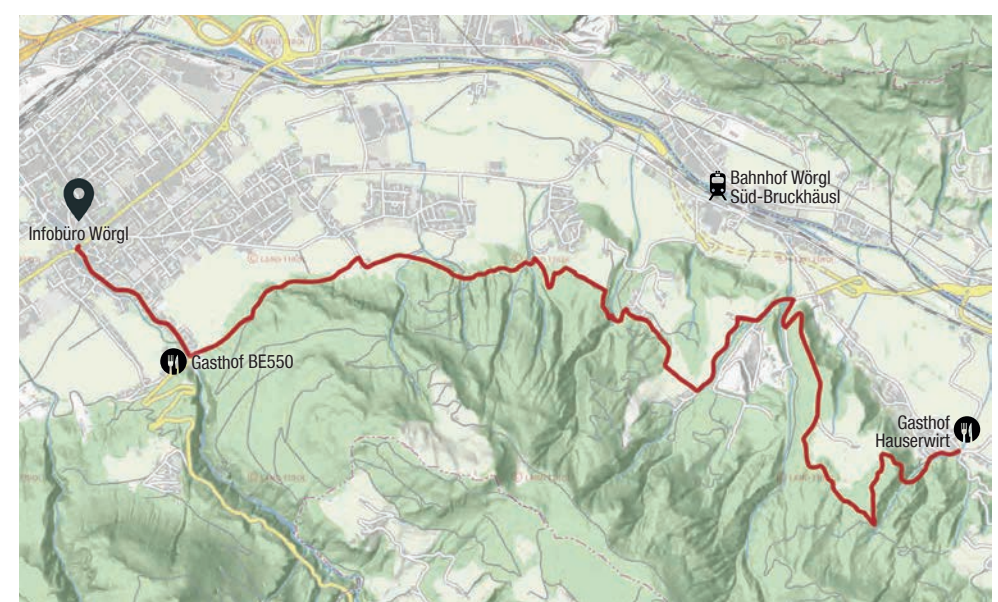 Bahnhof Wörgl
Süd-Bruckhäusl
Infobüro Wörgl
Gasthof BE550
Gasthof
Hauserwirt